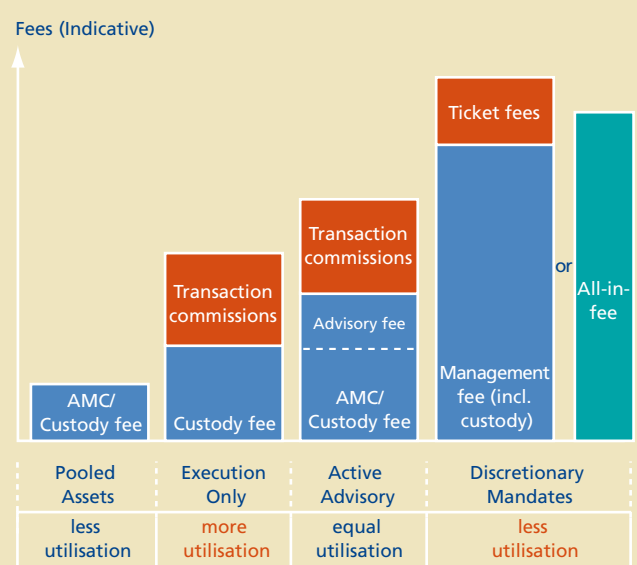 Fees (Indicative)
AMC/
Custody fee
Transaction
commissions
Custody fee
Transaction
commissions
Advisory fee
AMC/
Custody fee
Ticket fees
Management
fee (incl.
custody)
or
All-in-
fee
Pooled
Assets
Execution
Only
Active
Advisory
Discretionary
Mandates
less
utilisation
more
utilisation
equal
utilisation
less
utilisation